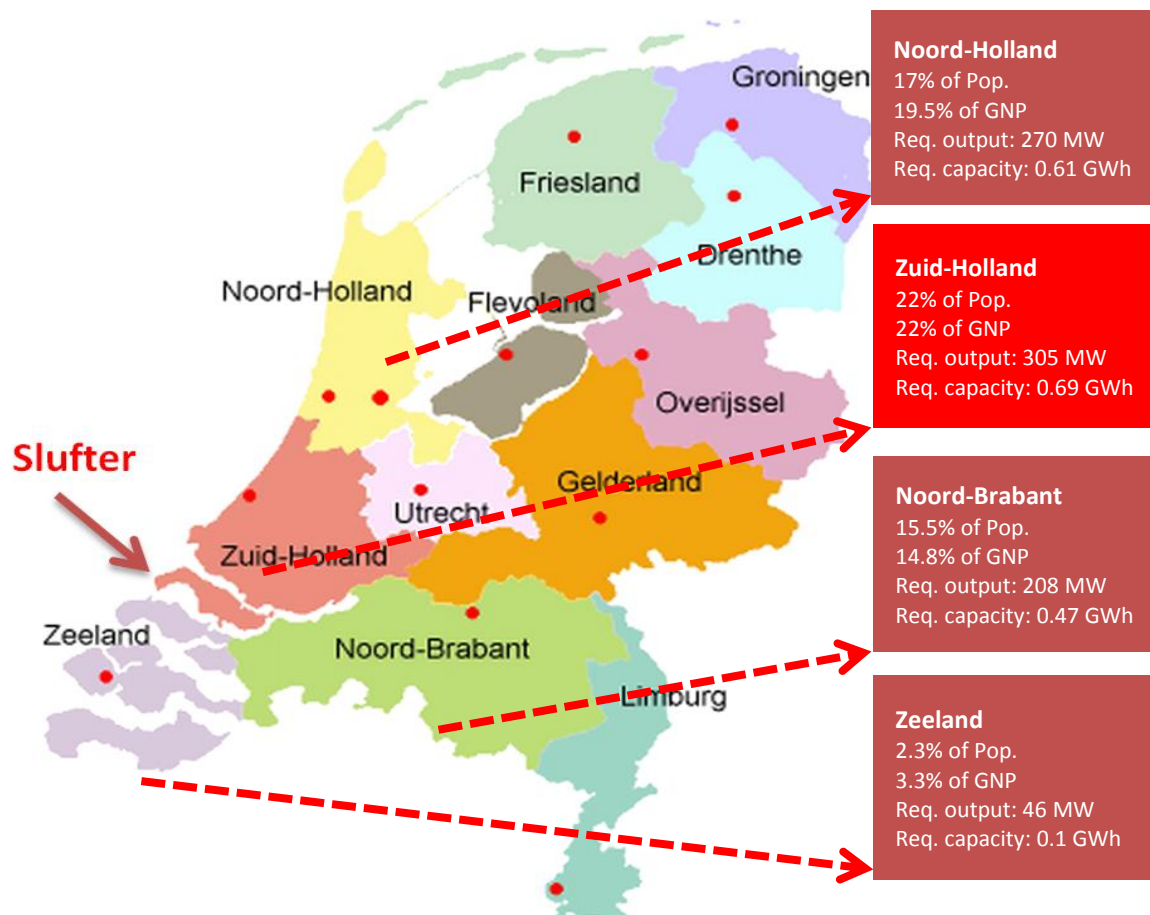 Groningen
Friesland
Drenthe
Noord-Holland
Flevoland
Overijssel
Slufter
Gelderland
Utrecht
Zuid-Holland
Zeeland
Noord-Brabant
Limburg
Noord-Holland
17% of Pop.
19.5% of GNP
Req. output: 270 MW
Req. capacity: 0.61 GWh
Zuid-Holland
22% of Pop.
22% of GNP
Req. output: 305 MW
Req. capacity: 0.69 GWh
Noord-Brabant
15.5% of Pop.
14.8% of GNP
Req. output: 208 MW
Req. capacity: 0.47 GWh
Zeeland
2.3% of Pop.
3.3% of GNP
Req. output: 46 MW
Req. capacity: 0.1 GWh